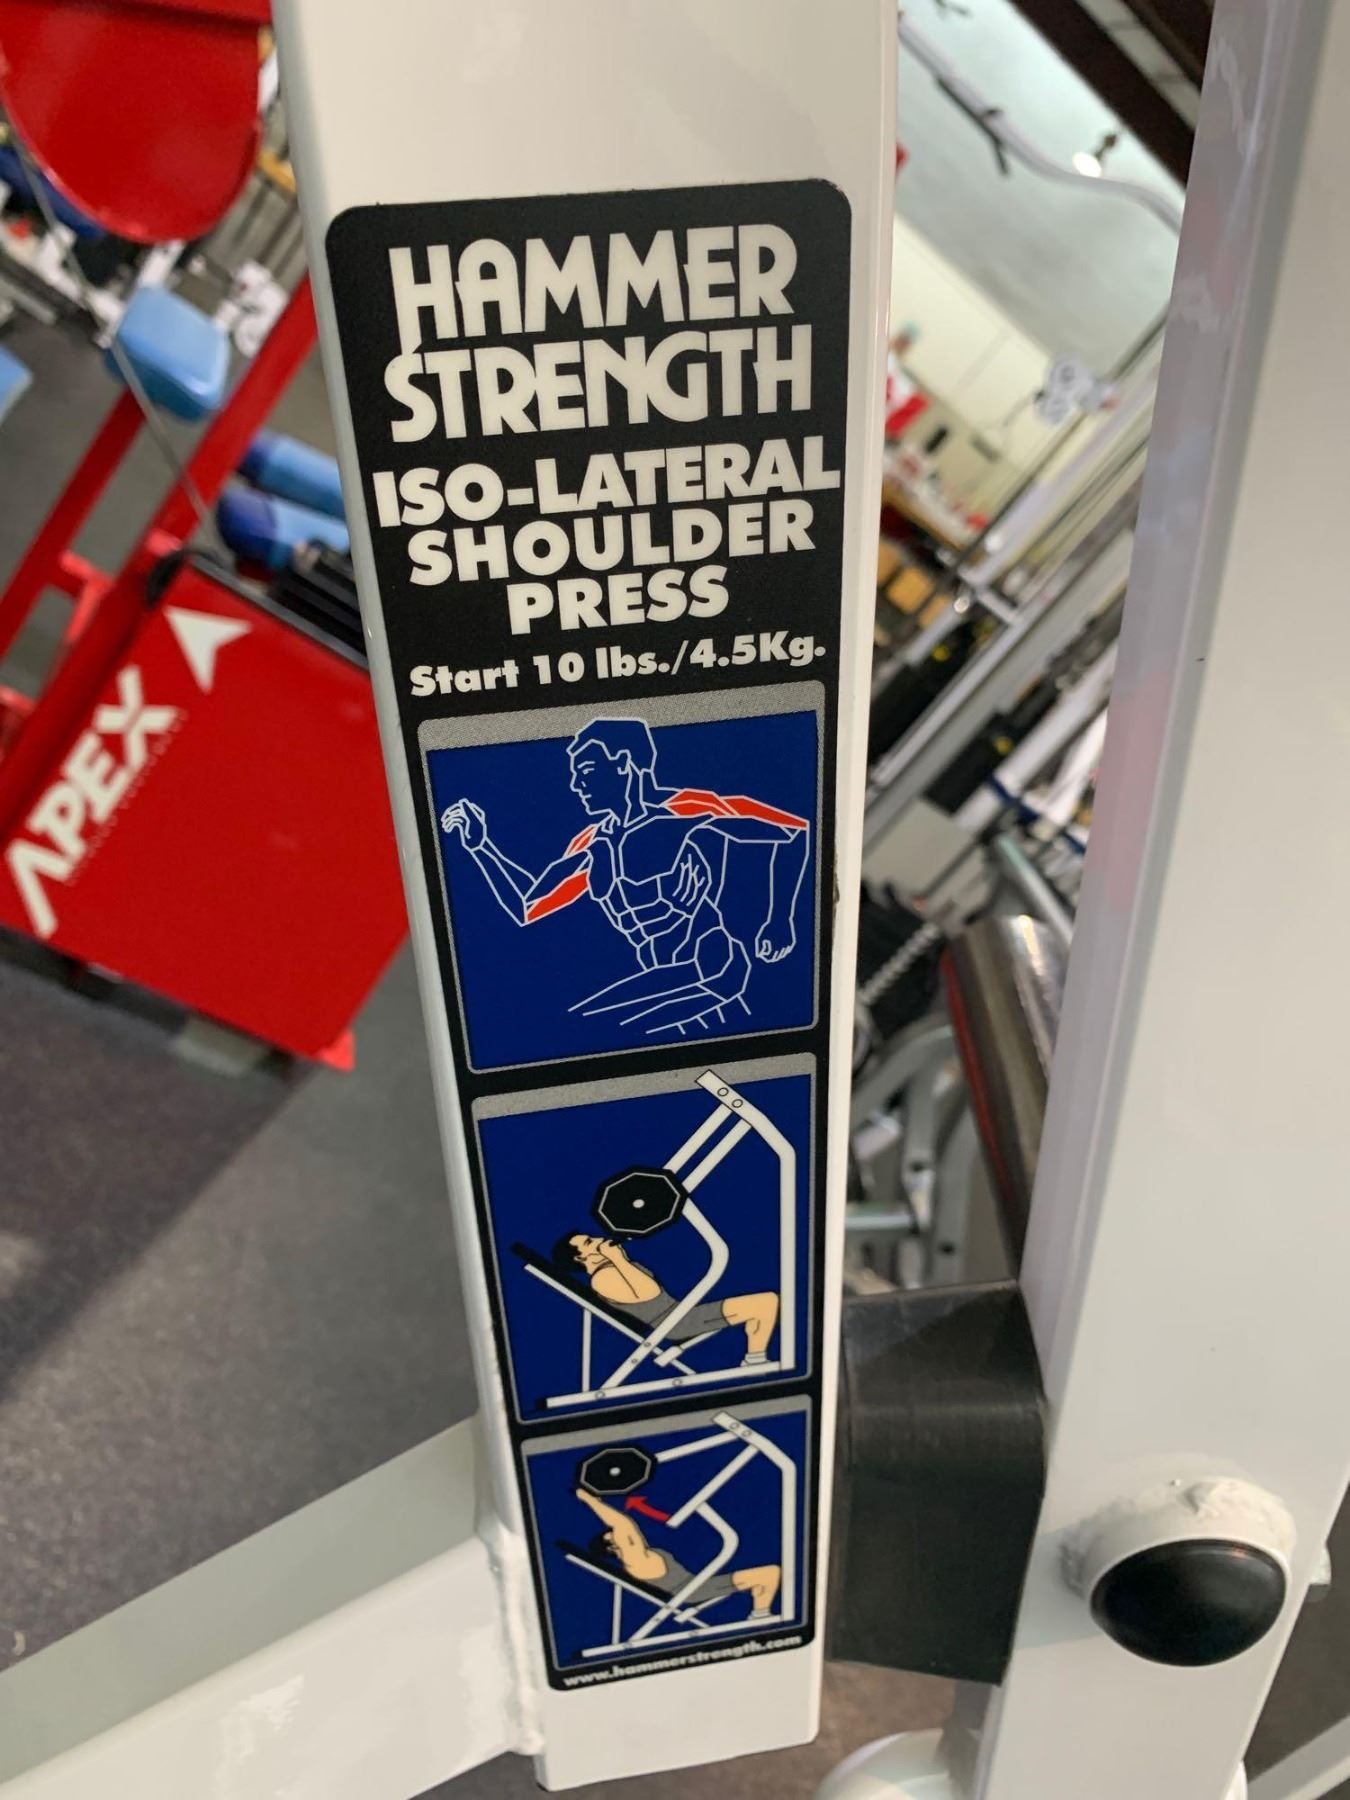 HAMMER
STRENGTH
ISO-LATERAL
SHOULDER
PRESS
Start 10 lbs./4.5Kg.
www.hammerstrength.com
APEX